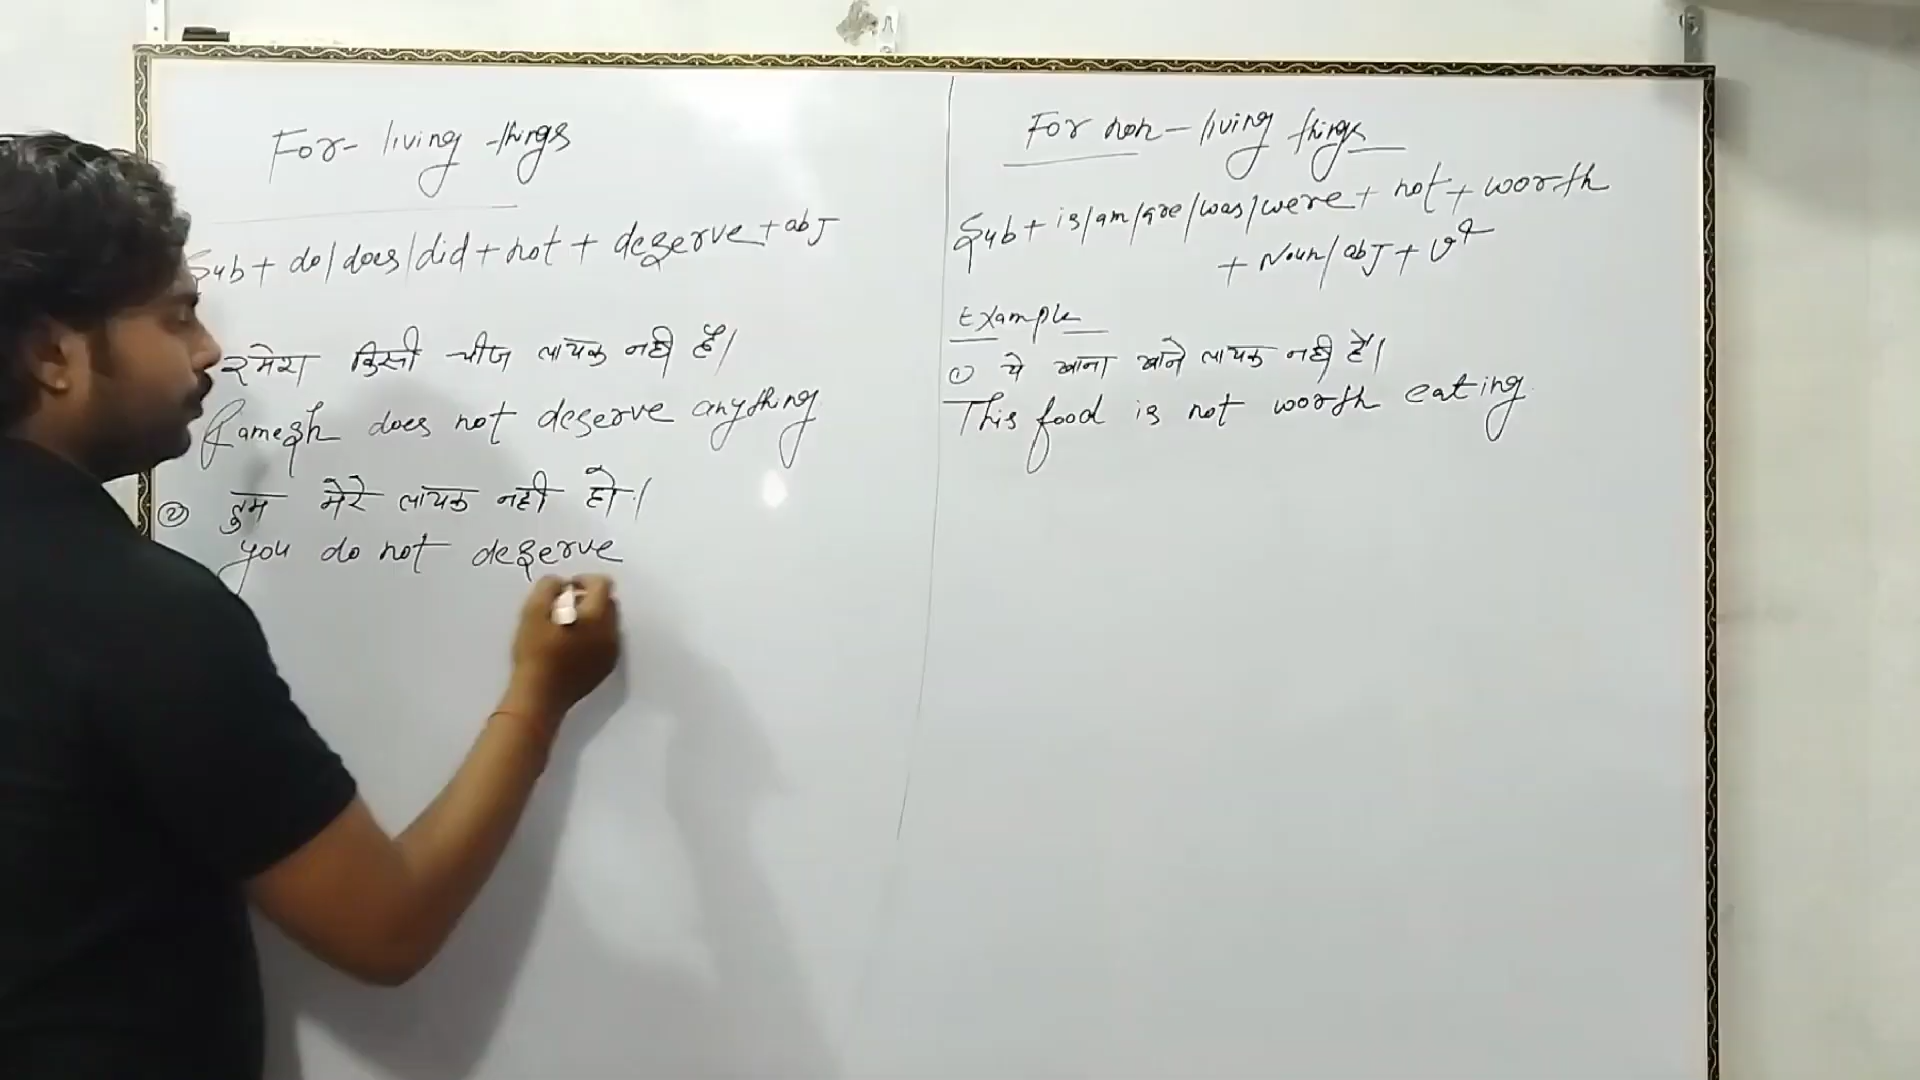 For living things
Sub + do/does/did + not + deserve + obj
रमेश किसी चीज लायक नही है।
Ramesh does not deserve anything
② तुम मेरे लायक नही हो।
you do not deserve
For non-living things
Sub + is/am/are/was/were + not + worth
+ Noun/obj + v⁴
Example
① ये खाना खाने लायक नही है।
This food is not worth eating.